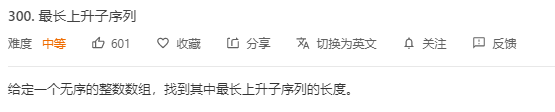 300. 最长上升子序列
难度 中等 601 收藏 分享 切换为英文 关注 反馈
给定一个无序的整数数组，找到其中最长上升子序列的长度。